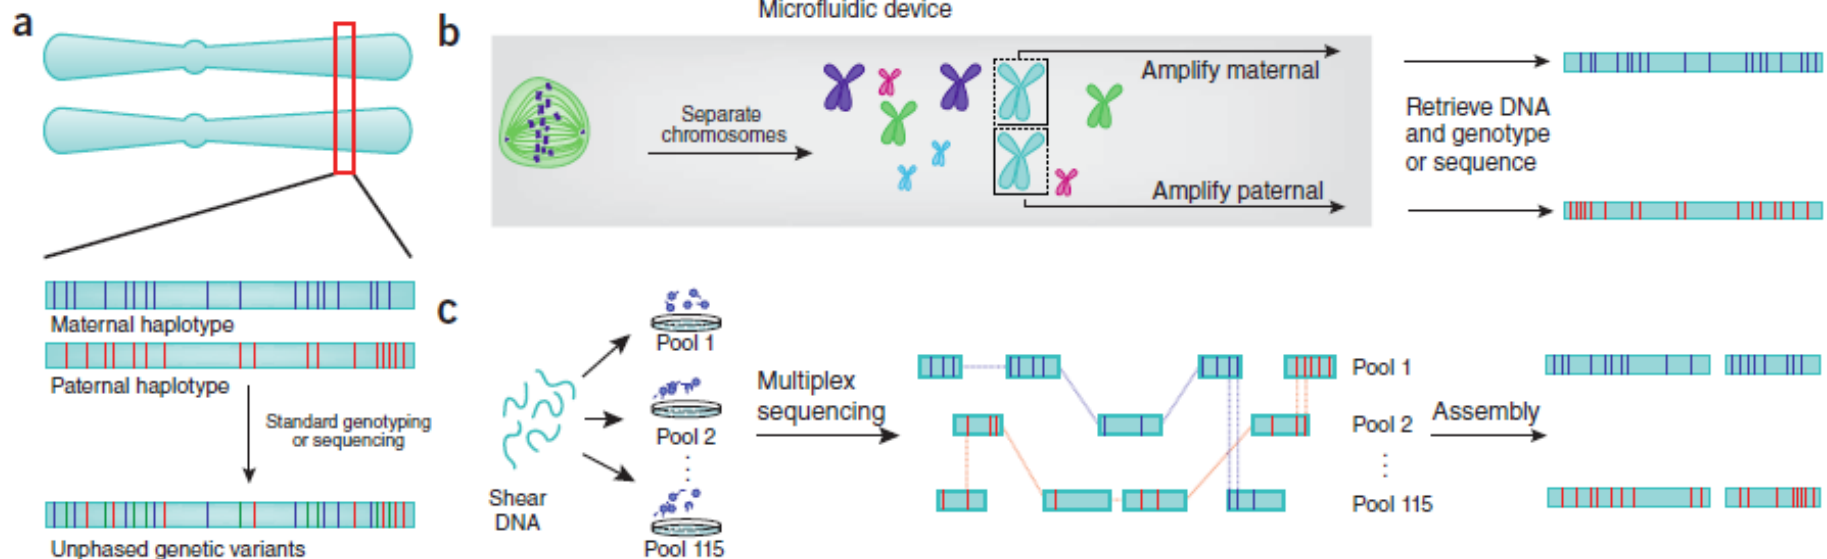 a
Maternal haplotype
Paternal haplotype
Standard genotyping
or sequencing
Unphased genetic variants
b
Microfluidic device
Separate
chromosomes
Amplify maternal
Amplify paternal
Retrieve DNA
and genotype
or sequence
c
Shear
DNA
Pool 1
Pool 2
Pool 115
Multiplex
sequencing
Pool 1
Pool 2
Pool 115
Assembly